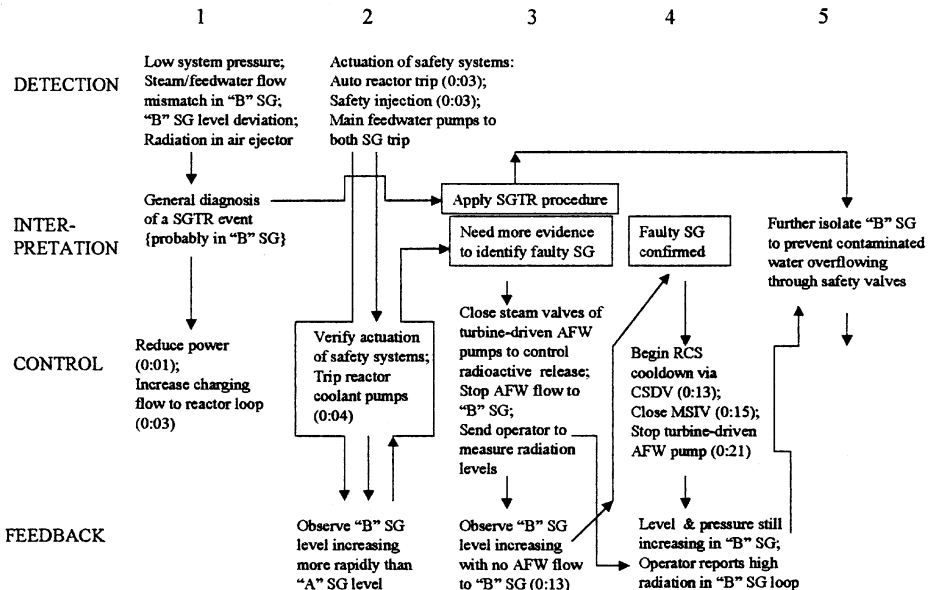 1
2
3
4
5
DETECTION
Low system pressure;
Steam/feedwater flow
mismatch in “B” SG;
“B” SG level deviation;
Radiation in air ejector
Actuation of safety systems:
Auto reactor trip (0:03);
Safety injection (0:03);
Main feedwater pumps to
both SG trip
INTER-
PRETATION
General diagnosis
of a SGTR event
{probably in “B” SG}
Apply SGTR procedure
Need more evidence
to identify faulty SG
Faulty SG
confirmed
Further isolate “B” SG
to prevent contaminated
water overflowing
through safety valves
CONTROL
Reduce power
(0:01);
Increase charging
flow to reactor loop
(0:03)
Verify actuation
of safety systems;
Trip reactor
coolant pumps
(0:04)
Close steam valves of
turbine-driven AFW
pumps to control
radioactive release;
Stop AFW flow to
“B” SG;
Send operator to
measure radiation
levels
Begin RCS
cooldown via
CSDV (0:13);
Close MSIV (0:15);
Stop turbine-driven
AFW pump (0:21)
FEEDBACK
Observe “B” SG
level increasing
more rapidly than
“A” SG level
Observe “B” SG
level increasing
with no AFW flow
to “B” SG (0:13)
Level & pressure still
increasing in “B” SG;
Operator reports high
radiation in “B” SG loop